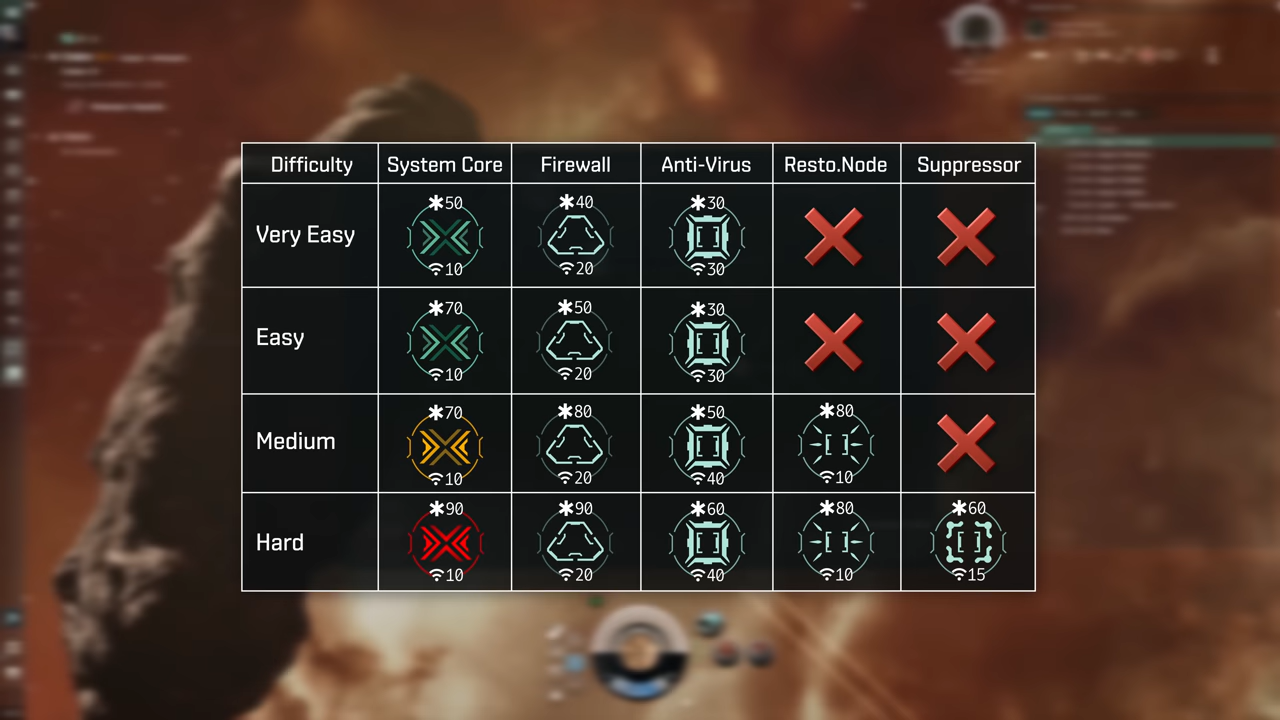 Difficulty System Core Firewall Anti-Virus Resto.Node Suppressor
*50 *40 *30
Very Easy
10 20 30
*70 *50 *30
Easy
10 20 30
*70 *80 *50 *80
Medium
10 20 40 10
*90 *90 *60 *80 *60
Hard
10 20 40 10 15